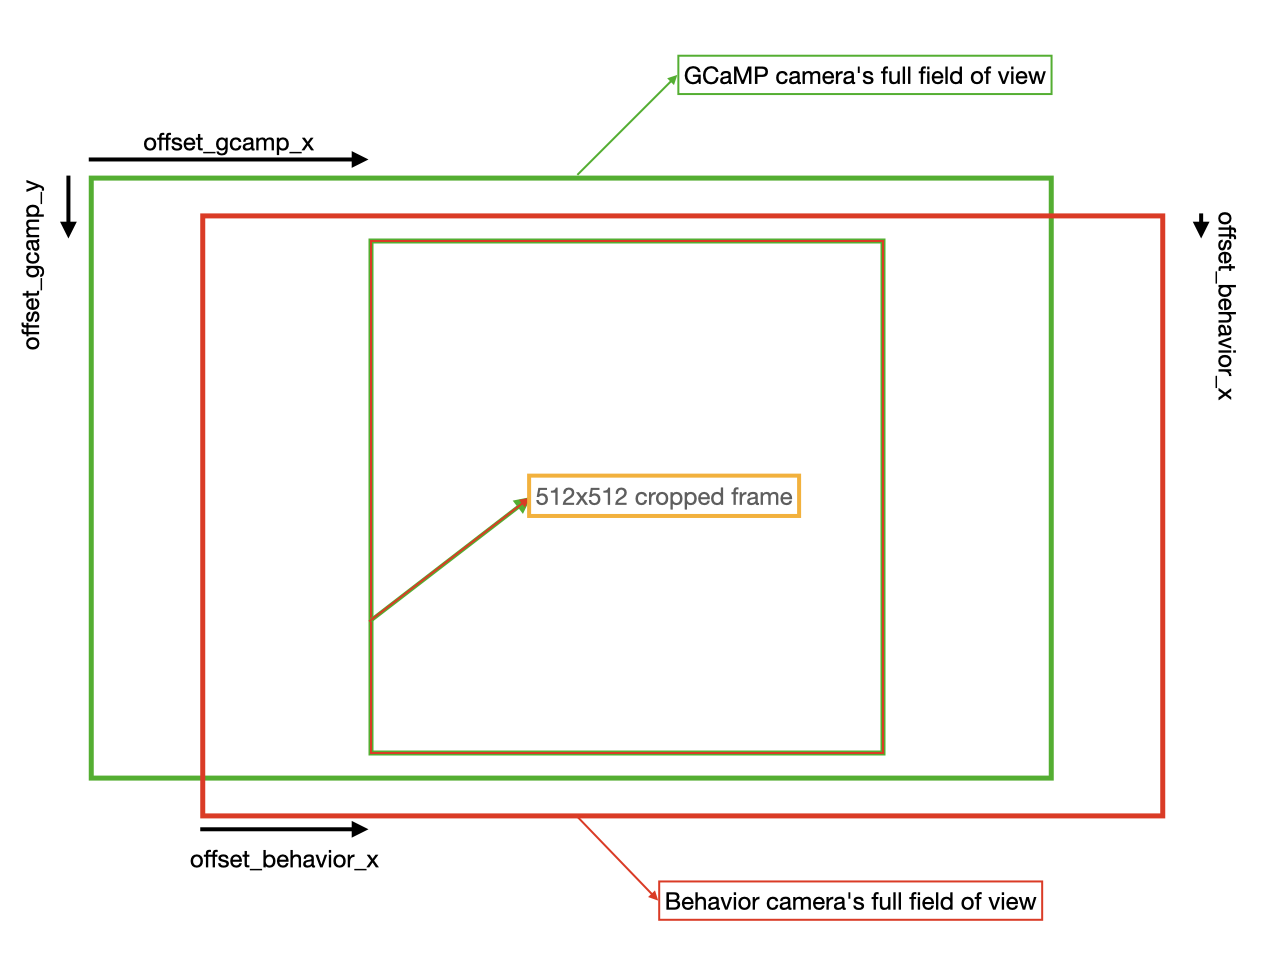 GCaMP camera's full field of view
offset_gcamp_x
offset_gcamp_y
offset_behavior_x
512x512 cropped frame
offset_behavior_x
Behavior camera's full field of view